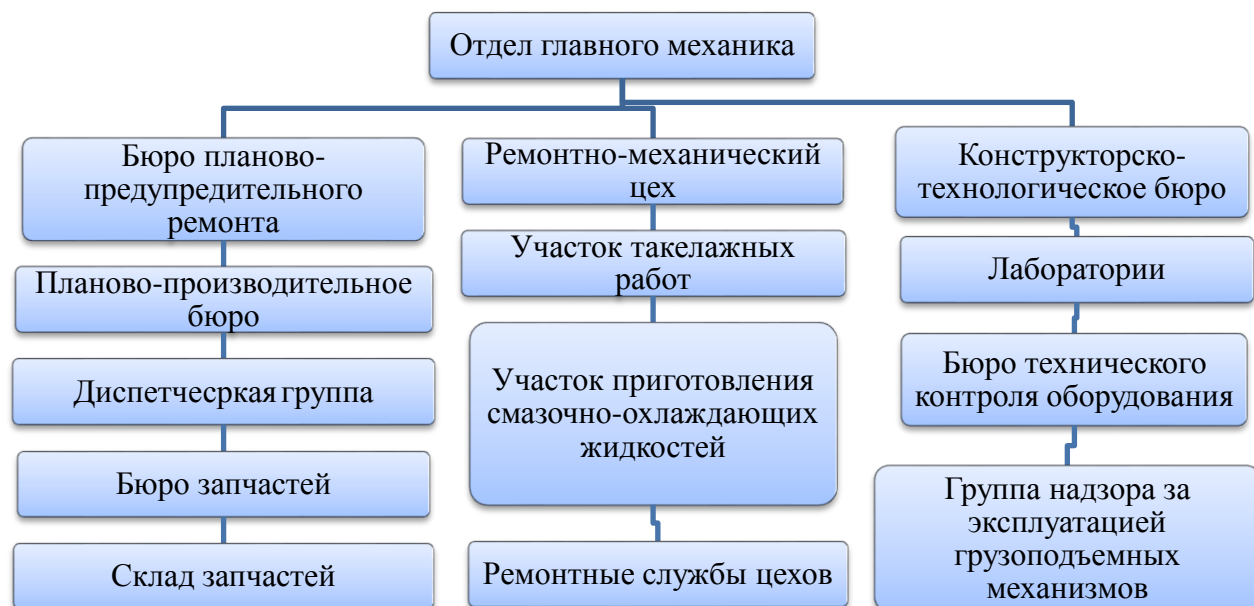 Отдел главного механика
Бюро планово-
предупредительного
ремонта
Планово-производительное
бюро
Диспетчесркая группа
Бюро запчастей
Склад запчастей
Ремонтно-механический
цех
Участок такелажных
работ
Участок приготовления
смазочно-охлаждающих
жидкостей
Ремонтные службы цехов
Конструкторско-
технологическое бюро
Лаборатории
Бюро технического
контроля оборудования
Группа надзора за
эксплуатацией
грузоподъемных
механизмов